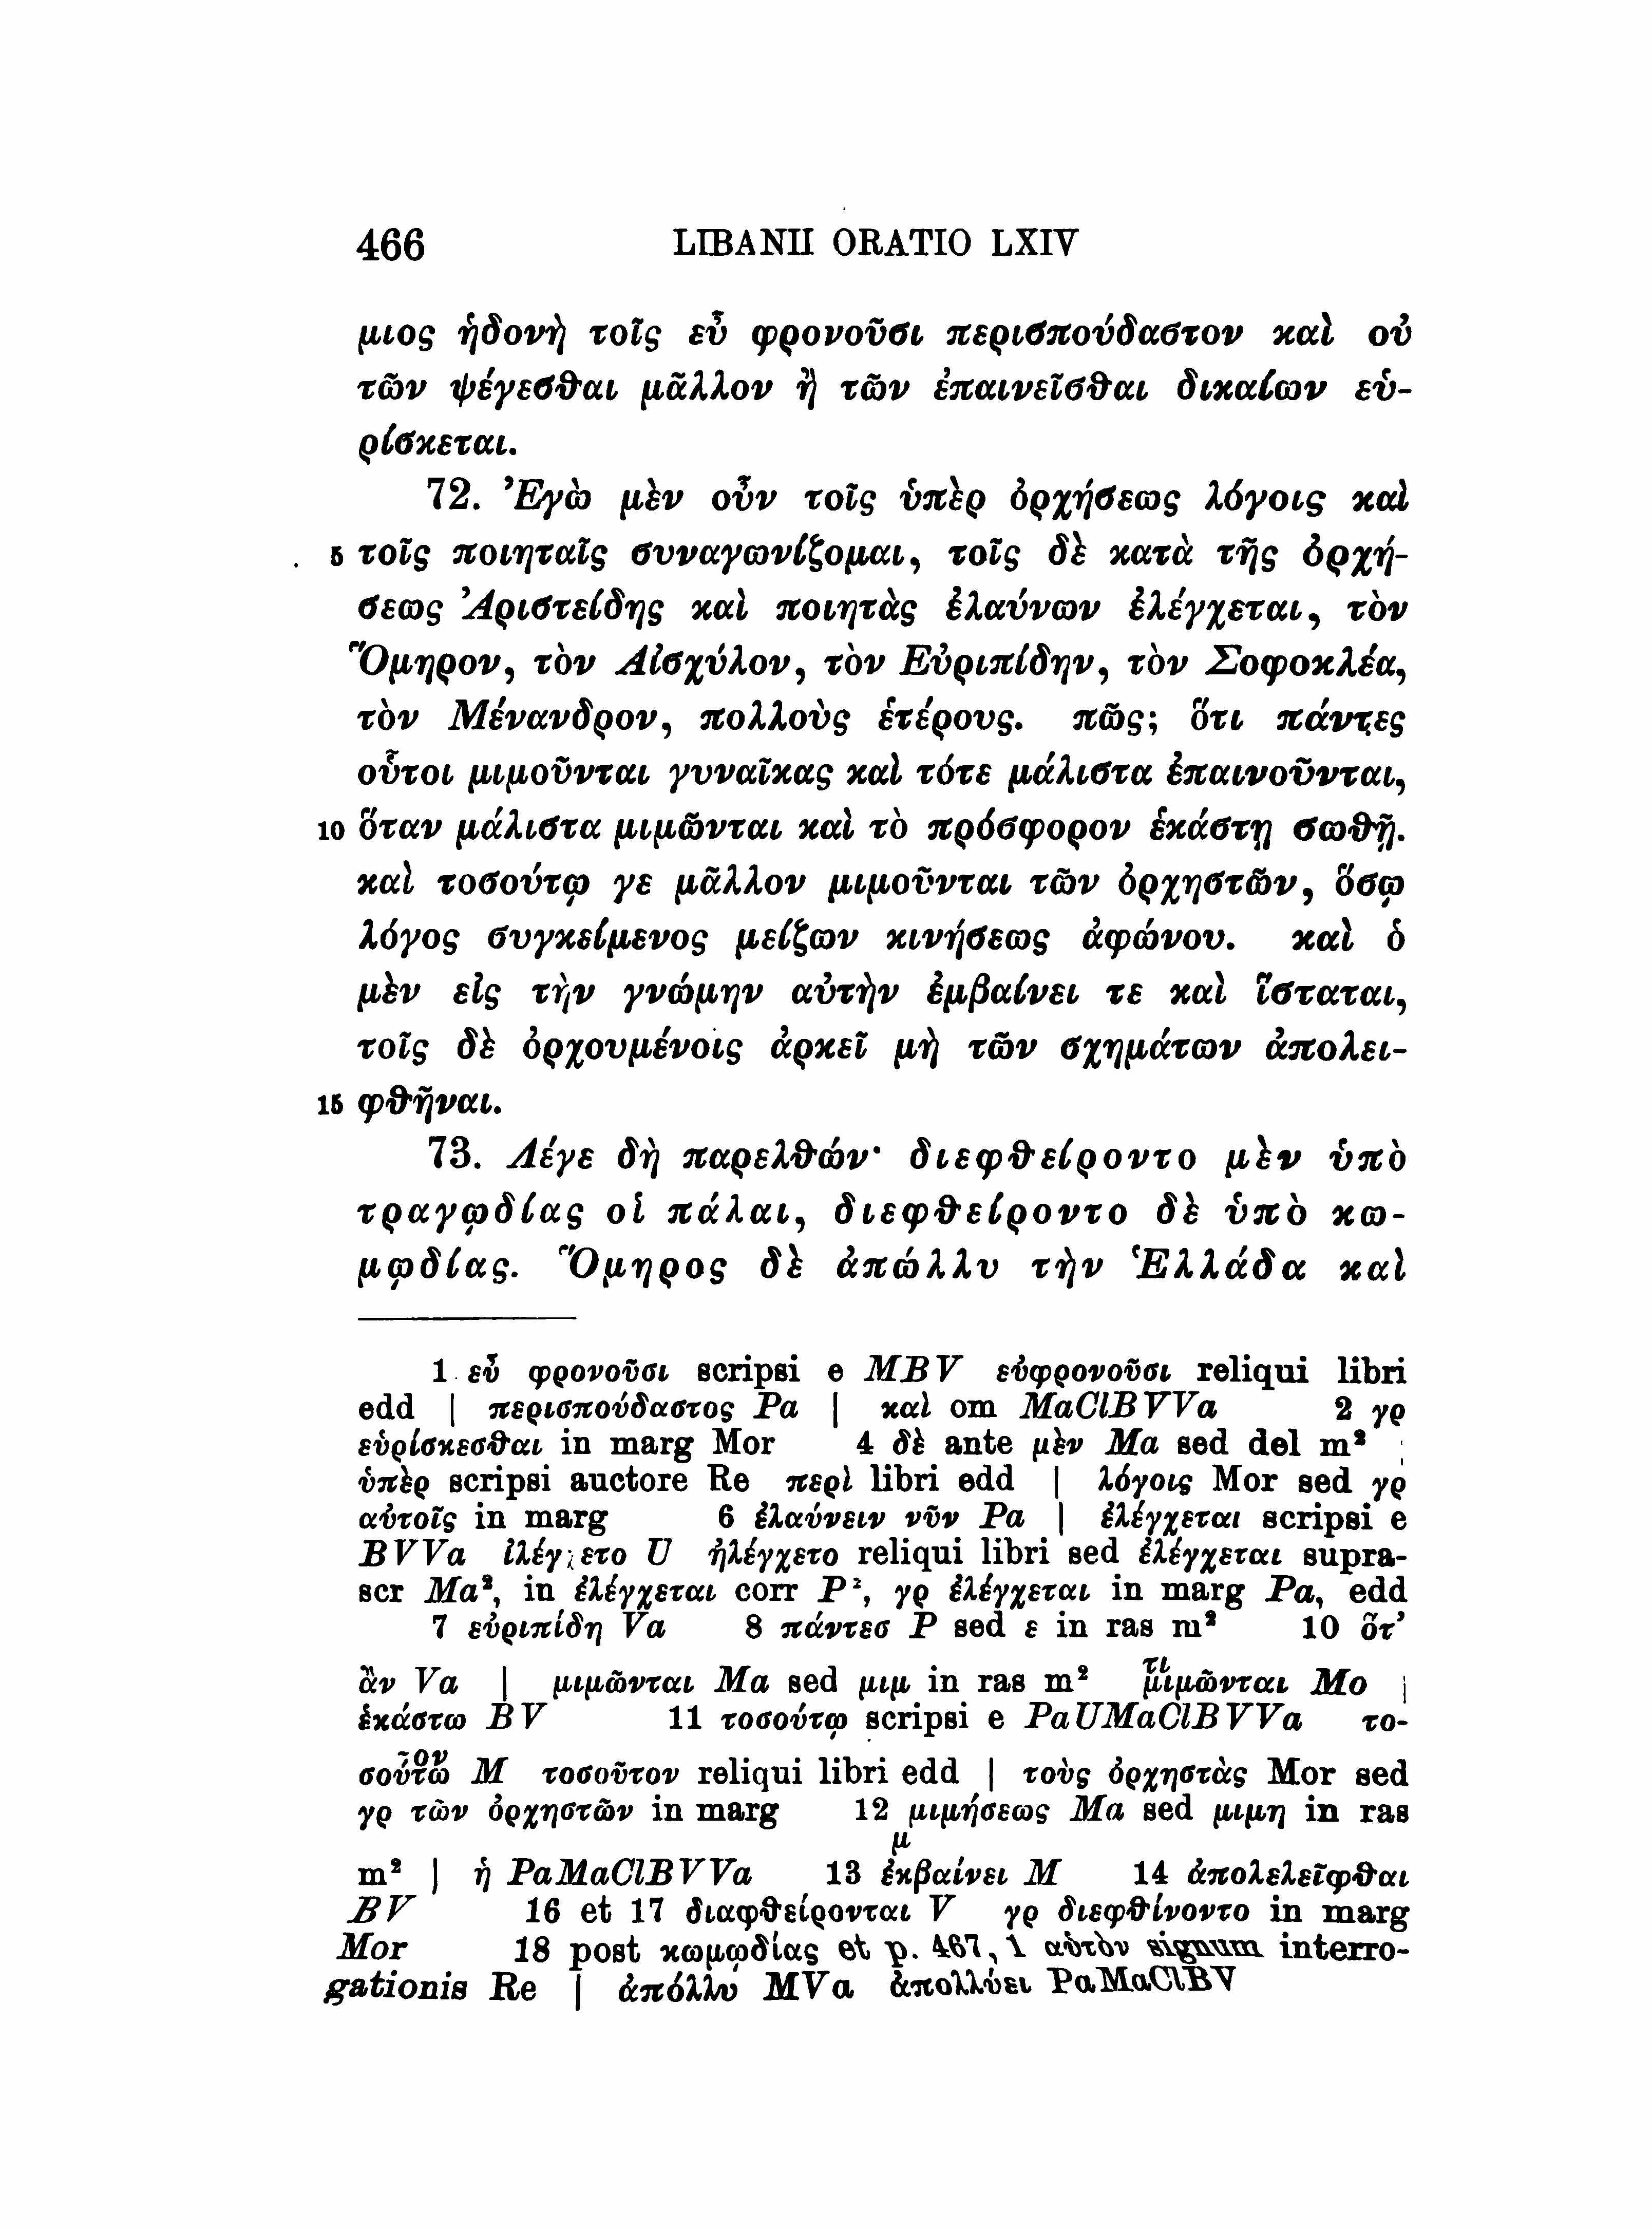 466 LIBANII ORATIO LXIV
μιος ἡδονὴ τοῖς εὖ φρονοῦσι περισπούδαστον καὶ οὐ
τῶν ψέγεσθαι μᾶλλον ἢ τῶν ἐπαινεῖσθαι δικαίων εὑ-
ρίσκεται.
72. Ἐγὼ μὲν οὖν τοῖς ὑπὲρ ὀρχήσεως λόγοις καὶ
5 τοῖς ποιηταῖς συναγωνίζομαι, τοῖς δὲ κατὰ τῆς ὀρχή-
σεως Ἀριστείδης καὶ ποιητὰς ἐλαύνων ἐλέγχεται, τὸν
Ὅμηρον, τὸν Αἰσχύλον, τὸν Εὐριπίδην, τὸν Σοφοκλέα,
τὸν Μένανδρον, πολλοὺς ἑτέρους. πῶς; ὅτι πάντες
οὗτοι μιμοῦνται γυναῖκας καὶ τότε μάλιστα ἐπαινοῦνται,
10 ὅταν μάλιστα μιμῶνται καὶ τὸ πρόσφορον ἑκάστῃ σωθῇ.
καὶ τοσούτῳ γε μᾶλλον μιμοῦνται τῶν ὀρχηστῶν, ὅσῳ
λόγος συγκείμενος μείζων κινήσεως ἀφώνου. καὶ ὁ
μὲν εἰς τὴν γνώμην αὐτὴν ἐμβαίνει τε καὶ ἵσταται,
τοῖς δὲ ὀρχουμένοις ἀρκεῖ μὴ τῶν σχημάτων ἀπολει-
15 φθῆναι.
73. Λέγε δὴ παρελθών· διεφθείροντο μὲν ὑπὸ
τραγῳδίας οἱ πάλαι, διεφθείροντο δὲ ὑπὸ κω-
μῳδίας. Ὅμηρος δὲ ἀπώλλυ τὴν Ἑλλάδα καὶ
1 εὖ φρονοῦσι scripsi e MBV εὐφρονοῦσι reliqui libri
edd | περισπούδαστος Pa | καὶ om MaClBVVa 2 γρ
εὑρίσκεσθαι in marg Mor 4 δὲ ante μὲν Ma sed del m²
ὑπὲρ scripsi auctore Re περὶ libri edd | λόγοις Mor sed γρ
αὐτοῖς in marg 6 ἐλαύνειν νῦν Pa | ἐλέγχεται scripsi e
BVVa ἐλέγχετο U ἠλέγχετο reliqui libri sed ἐλέγχεται supra-
scr Ma², in ἐλέγχεται corr P², γρ ἐλέγχεται in marg Pa, edd
7 εὐριπίδη Va 8 πάντεσ P sed ε in ras m² 10 ὅτ’
ἂν Va | μιμῶνται Ma sed μιμ in ras m² τι μιμῶνται Mo |
ἑκάστω BV 11 τοσούτῳ scripsi e PaUMaClBVVa το-
σούτω ον M τοσοῦτον reliqui libri edd | τοὺς ὀρχηστὰς Mor sed
γρ τῶν ὀρχηστῶν in marg 12 μιμήσεως Ma sed μιμη in ras
μ
m² | ἡ PaMaClBVVa 13 ἐκβαίνει M 14 ἀπολελεῖφθαι
BV 16 et 17 διαφθείρονται V γρ διεφθίνοντο in marg
Mor 18 post κωμῳδίας et p. 467,1 αὐτὸν signum interro-
gationis Re | ἀπόλλυ MVa ἀπολλύει PaMaClBV